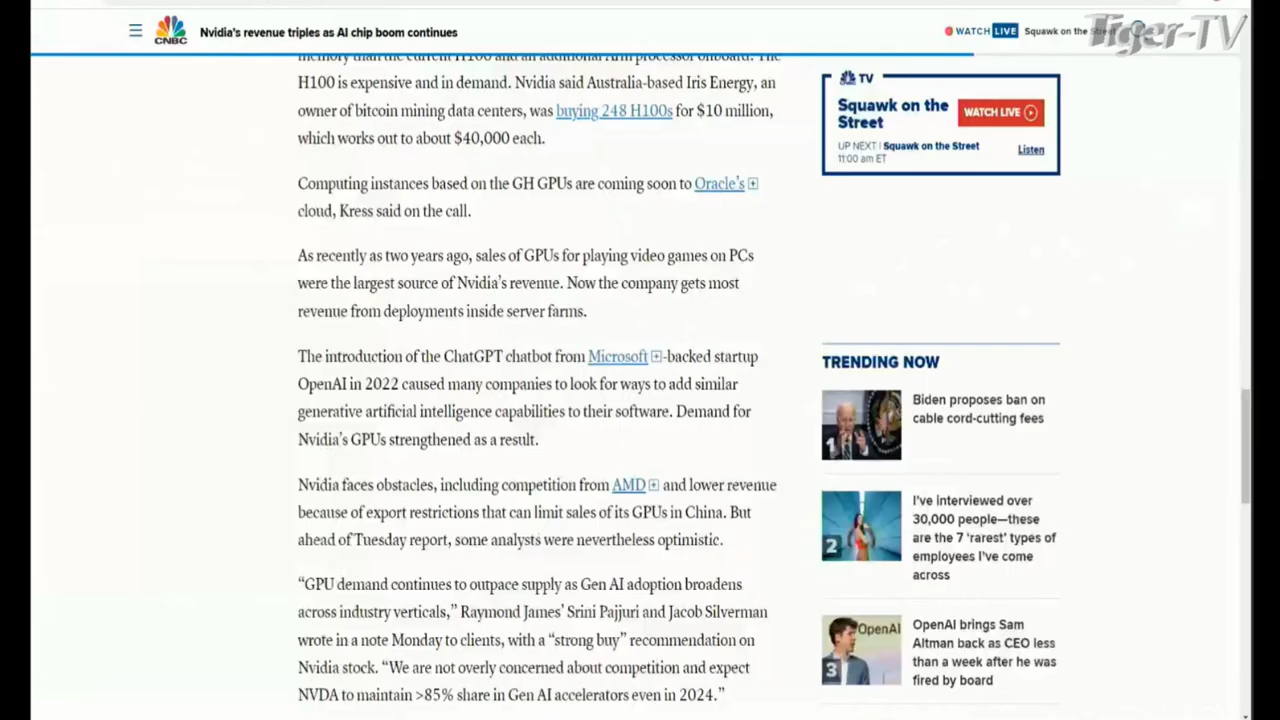 Nvidia's revenue triples as AI chip boom continues
WATCH LIVE Squawk on the Street
Tiger-TV
CNBC
memory than the current H100 and an additional Arm processor onboard. The
H100 is expensive and in demand. Nvidia said Australia-based Iris Energy, an
owner of bitcoin mining data centers, was buying 248 H100s for $10 million,
which works out to about $40,000 each.
Computing instances based on the GH GPUs are coming soon to Oracle's
cloud, Kress said on the call.
As recently as two years ago, sales of GPUs for playing video games on PCs
were the largest source of Nvidia's revenue. Now the company gets most
revenue from deployments inside server farms.
The introduction of the ChatGPT chatbot from Microsoft -backed startup
OpenAI in 2022 caused many companies to look for ways to add similar
generative artificial intelligence capabilities to their software. Demand for
Nvidia's GPUs strengthened as a result.
Nvidia faces obstacles, including competition from AMD and lower revenue
because of export restrictions that can limit sales of its GPUs in China. But
ahead of Tuesday report, some analysts were nevertheless optimistic.
“GPU demand continues to outpace supply as Gen AI adoption broadens
across industry verticals,” Raymond James' Srini Pajjuri and Jacob Silverman
wrote in a note Monday to clients, with a “strong buy” recommendation on
Nvidia stock. “We are not overly concerned about competition and expect
NVDA to maintain >85% share in Gen AI accelerators even in 2024.”
TV
Squawk on the
Street
WATCH LIVE
UP NEXT | Squawk on the Street
11:00 am ET
Listen
TRENDING NOW
1
Biden proposes ban on
cable cord-cutting fees
2
I've interviewed over
30,000 people—these
are the 7 'rarest' types of
employees I've come
across
OpenAI
3
OpenAI brings Sam
Altman back as CEO less
than a week after he was
fired by board